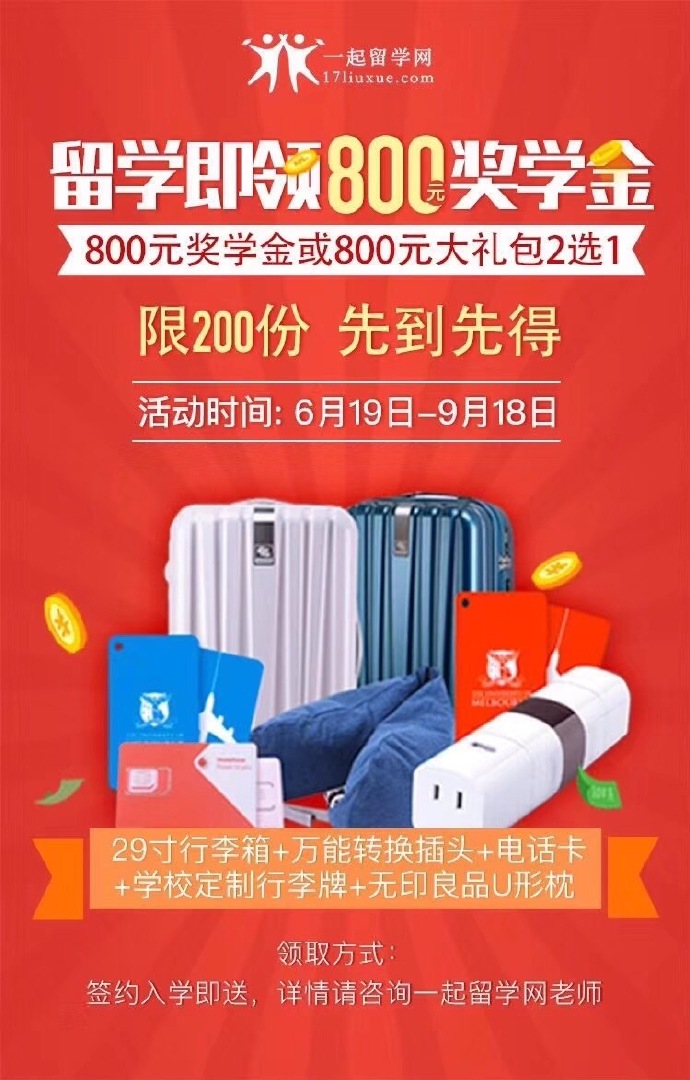 一起留学网
17liuxue.com
留学即领800元奖学金
800元奖学金或800元大礼包2选1
限200份 先到先得
活动时间: 6月19日-9月18日
MELBOURNE
29寸行李箱+万能转换插头+电话卡
+学校定制行李牌+无印良品U形枕
领取方式：
签约入学即送，详情请咨询一起留学网老师